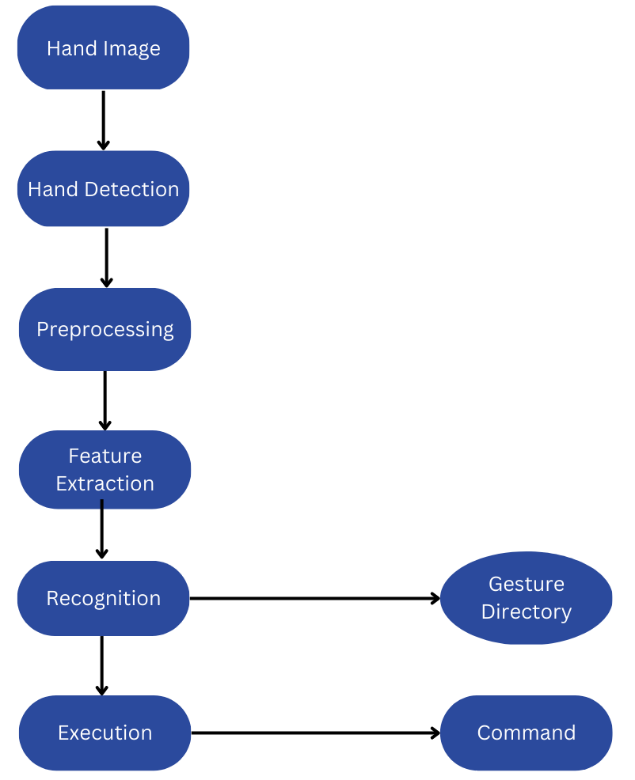 Hand Image
Hand Detection
Preprocessing
Feature
Extraction
Recognition
Gesture
Directory
Execution
Command